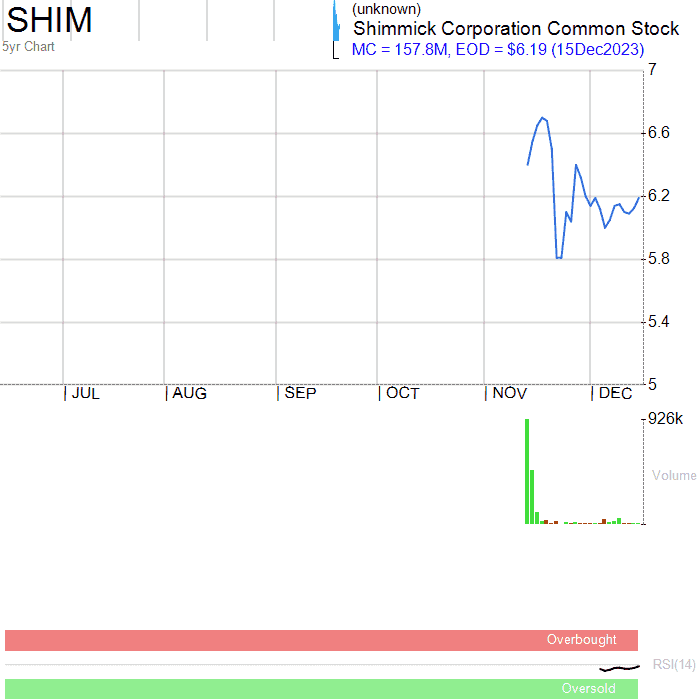 SHIM
5yr Chart
(unknown)
Shimmick Corporation Common Stock
MC = 157.8M, EOD = $6.19 (15Dec2023)
7
6.6
6.2
5.8
5.4
5
JUL AUG SEP OCT NOV DEC
926k
Volume
Overbought
RSI(14)
Oversold